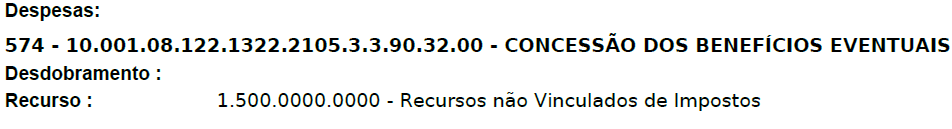 Despesas:
574 - 10.001.08.122.1322.2105.3.3.90.32.00 - CONCESSÃO DOS BENEFÍCIOS EVENTUAIS
Desdobramento :
Recurso : 1.500.0000.0000 - Recursos não Vinculados de Impostos